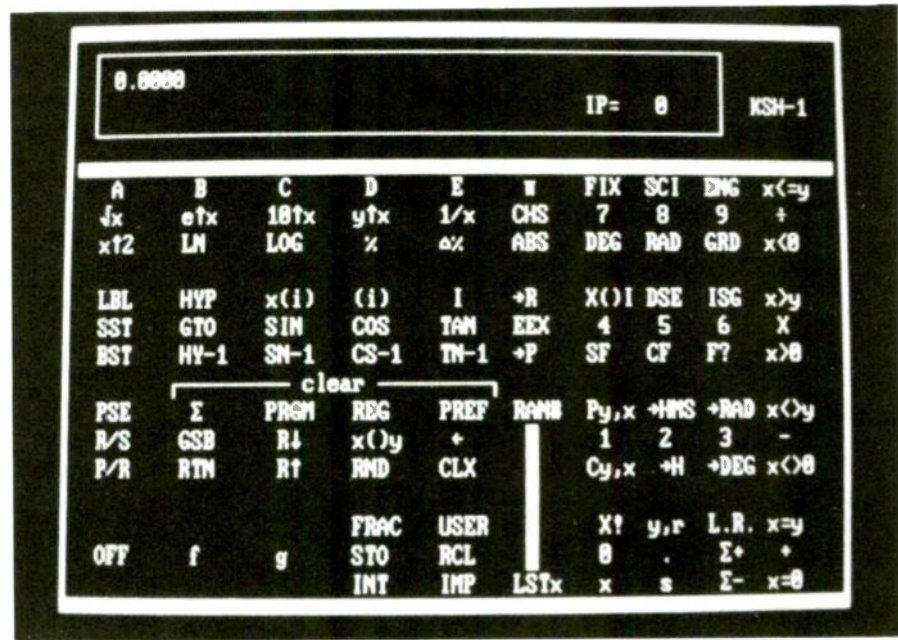 0.0000
IP= 0 KSH-1
A B C D E π FIX SCI ENG x<=y
√x e↑x 10↑x y↑x 1/x CHS 7 8 9 ÷
x↑2 LN LOG % Δ% ABS DEG RAD GRD x<0
LBL HYP x(i) (i) I →R X()I DSE ISG x>y
SST GTO SIN COS TAN EEX 4 5 6 X
BST HY-1 SN-1 CS-1 TN-1 →P SF CF F? x>0
clear
PSE Σ PRGM REG PREF RAN# Py,x →HMS →RAD x<>y
R/S GSB R↓ x()y ← 1 2 3 -
P/R RTN R↑ RND CLX Cy,x →H →DEG x<>0
FRAC USER X! y,r L.R. x=y
OFF f g STO RCL 0 . Σ+ +
INT IMP LSTx x s Σ- x=0